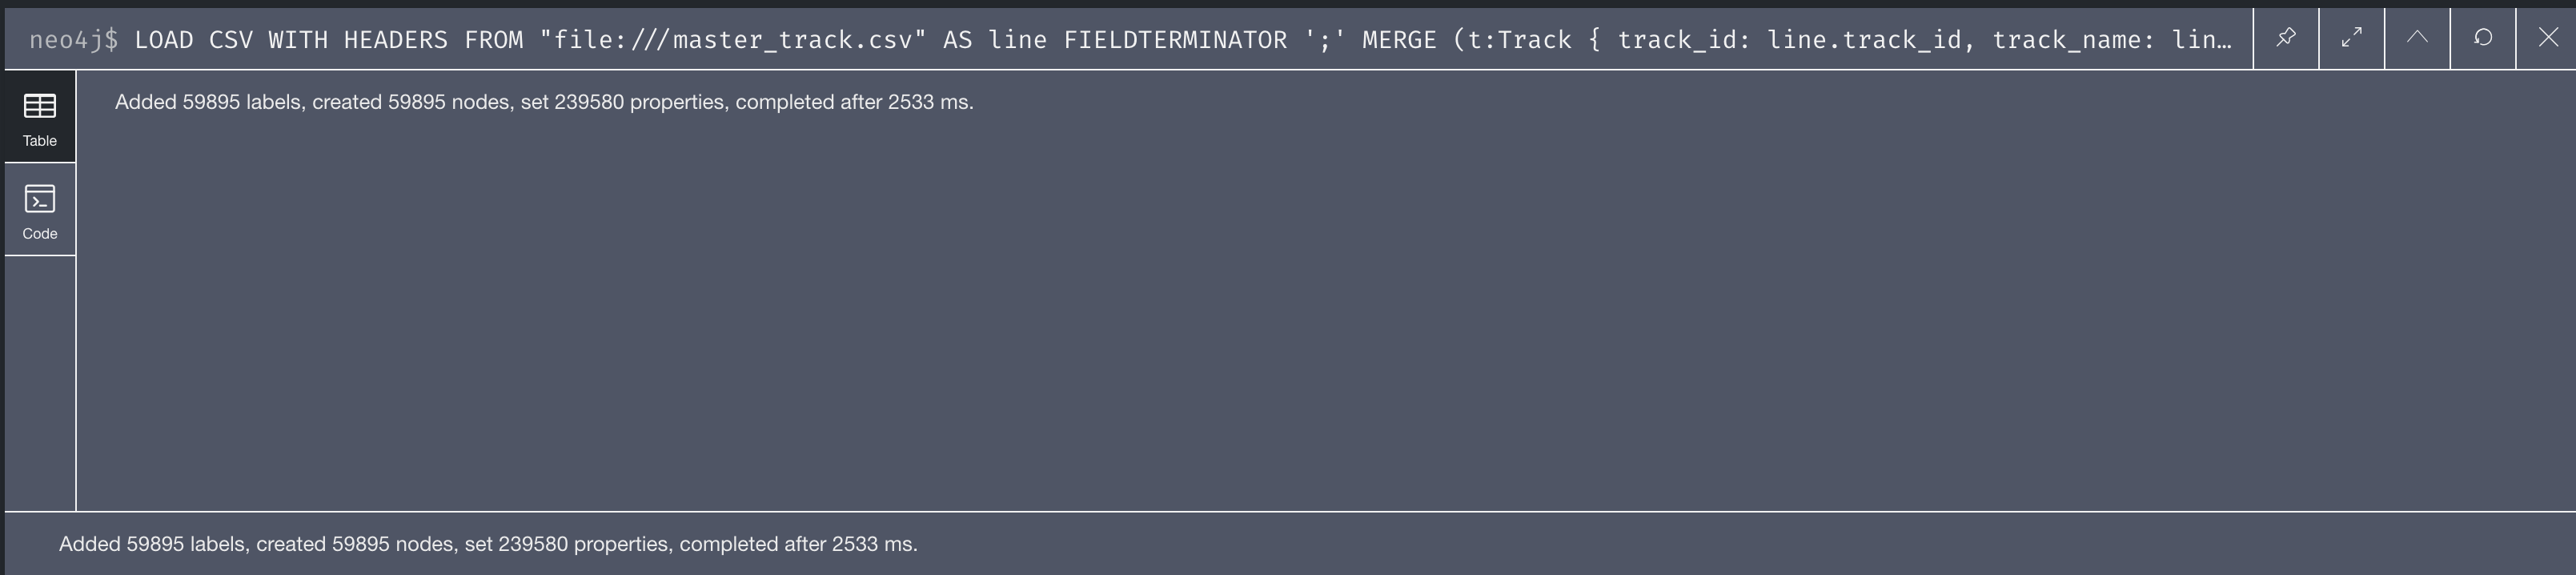 neo4j$ LOAD CSV WITH HEADERS FROM "file:///master_track.csv" AS line FIELDTERMINATOR ';' MERGE (t:Track { track_id: line.track_id, track_name: lin…
Added 59895 labels, created 59895 nodes, set 239580 properties, completed after 2533 ms.
Table
Code
Added 59895 labels, created 59895 nodes, set 239580 properties, completed after 2533 ms.